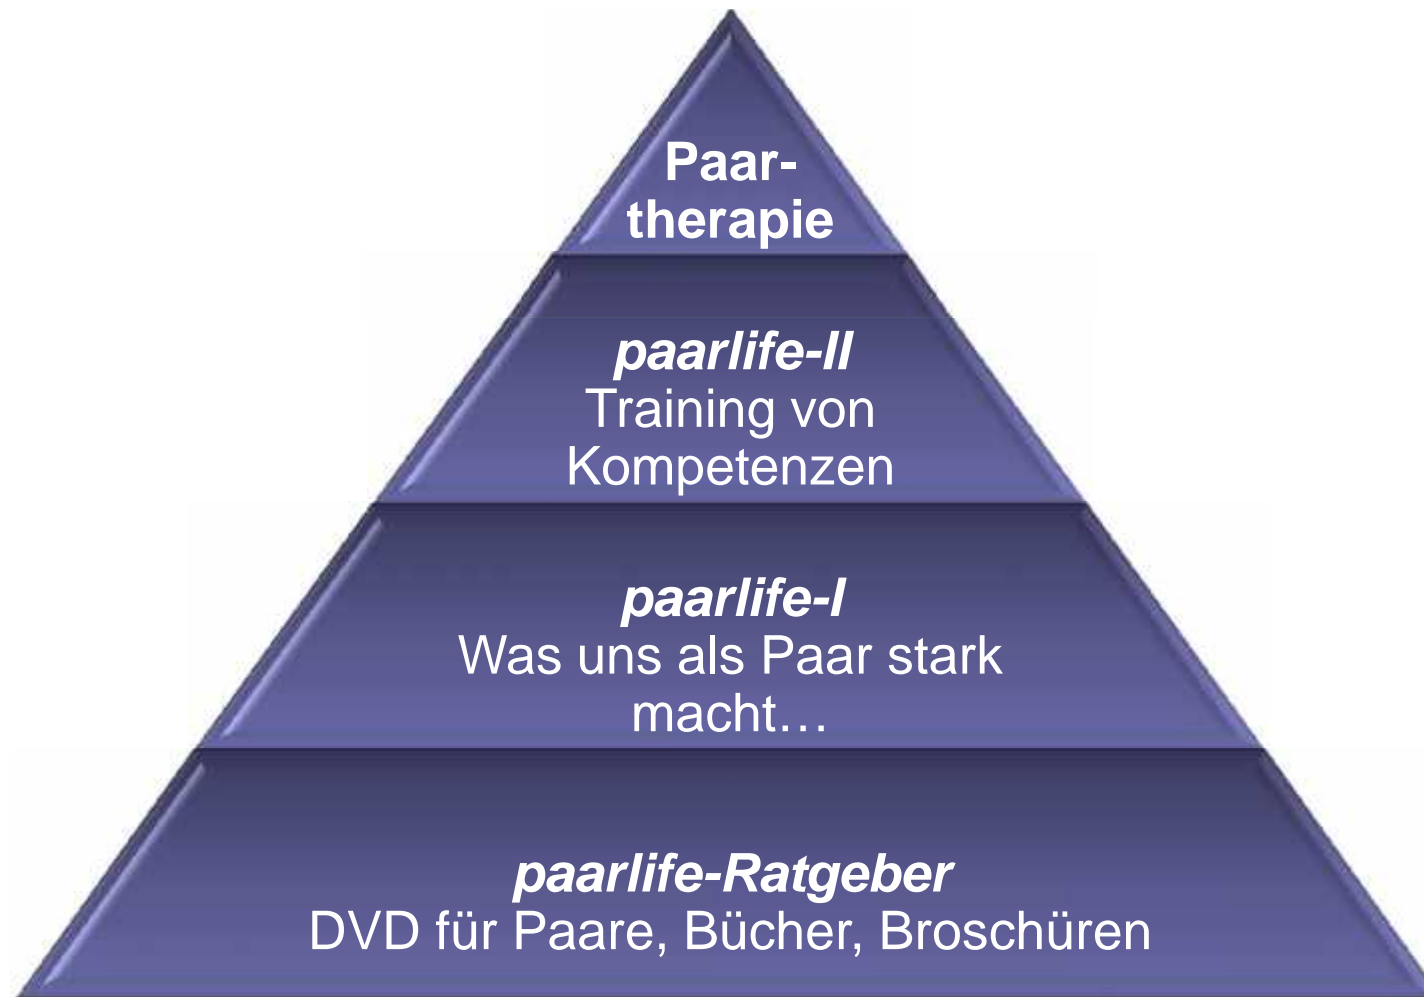 Paar-
therapie
paarlife-II
Training von
Kompetenzen
paarlife-I
Was uns als Paar stark
macht…
paarlife-Ratgeber
DVD für Paare, Bücher, Broschüren